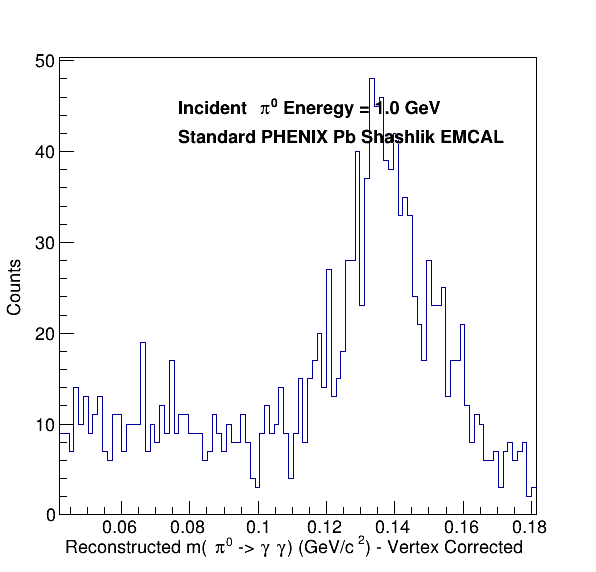 50
Incident π⁰ Eneregy = 1.0 GeV
Standard PHENIX Pb Shashlik EMCAL
40
30
Counts
20
10
0
0.06 0.08 0.1 0.12 0.14 0.16 0.18
Reconstructed m( π⁰ -> γ γ) (GeV/c²) - Vertex Corrected